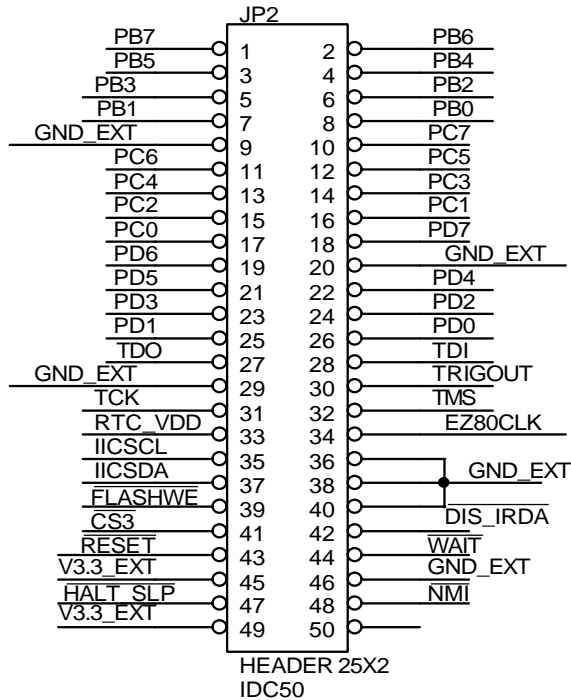 JP2
PB7 1 2 PB6
PB5 3 4 PB4
PB3 5 6 PB2
PB1 7 8 PB0
GND_EXT 9 10 PC7
PC6 11 12 PC5
PC4 13 14 PC3
PC2 15 16 PC1
PC0 17 18 PD7
PD6 19 20 GND_EXT
PD5 21 22 PD4
PD3 23 24 PD2
PD1 25 26 PD0
TDO 27 28 TDI
GND_EXT 29 30 TRIGOUT
TCK 31 32 TMS
RTC_VDD 33 34 EZ80CLK
IICSCL 35 36
IICSDA 37 38 GND_EXT
FLASHWE 39 40
CS3 41 42 DIS_IRDA
RESET 43 44 WAIT
V3.3_EXT 45 46 GND_EXT
HALT_SLP 47 48 NMI
V3.3_EXT 49 50
HEADER 25X2
IDC50